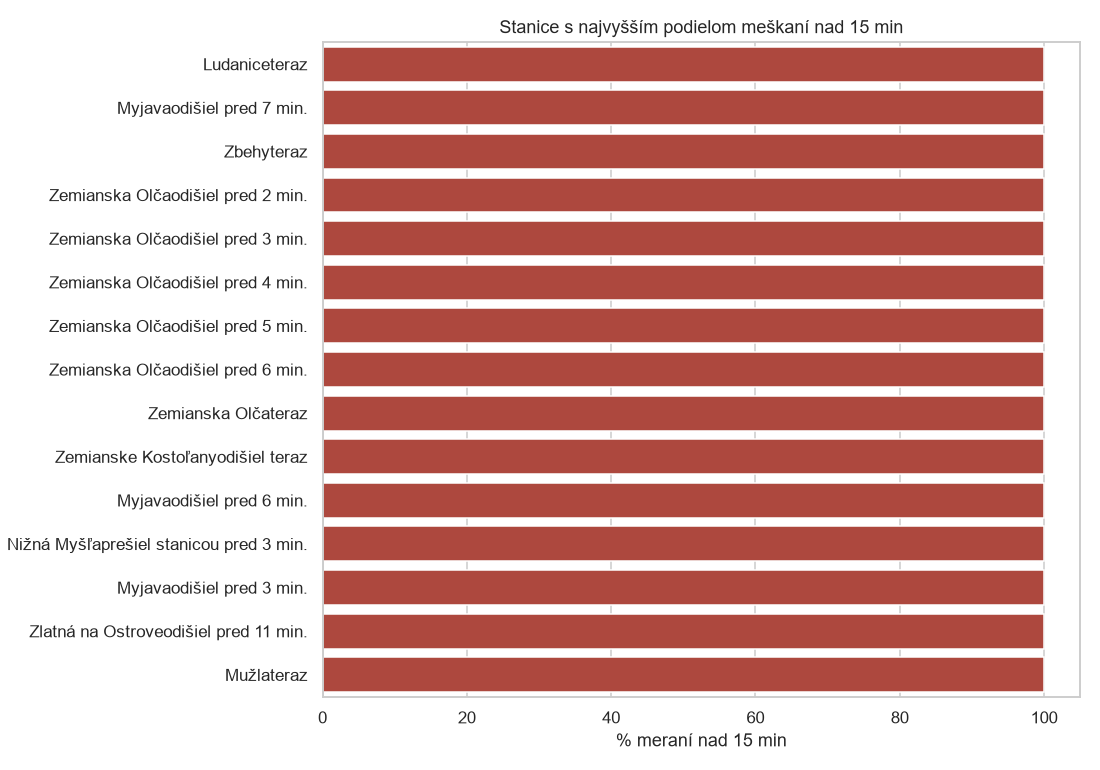 Stanice s najvyšším podielom meškaní nad 15 min
Ludaniceteraz
Myjavaodišiel pred 7 min.
Zbehyteraz
Zemianska Olčaodišiel pred 2 min.
Zemianska Olčaodišiel pred 3 min.
Zemianska Olčaodišiel pred 4 min.
Zemianska Olčaodišiel pred 5 min.
Zemianska Olčaodišiel pred 6 min.
Zemianska Olčateraz
Zemianske Kostoľanyodišiel teraz
Myjavaodišiel pred 6 min.
Nižná Myšľaprešiel stanicou pred 3 min.
Myjavaodišiel pred 3 min.
Zlatná na Ostroveodišiel pred 11 min.
Mužlateraz
0 20 40 60 80 100
% meraní nad 15 min